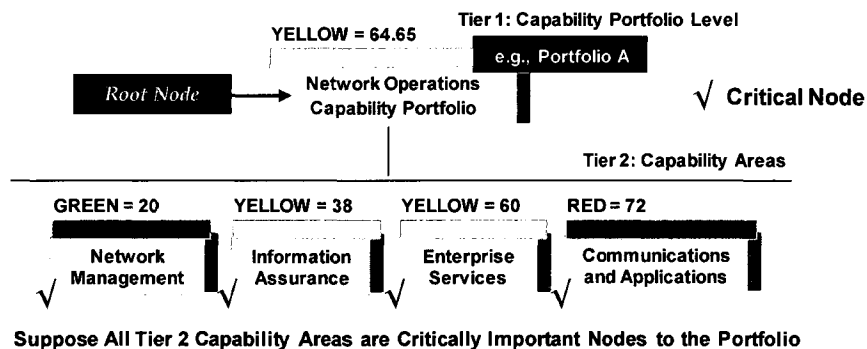 Tier 1: Capability Portfolio Level
YELLOW = 64.65
e.g., Portfolio A
Root Node
Network Operations
Capability Portfolio
√ Critical Node
Tier 2: Capability Areas
GREEN = 20
YELLOW = 38
YELLOW = 60
RED = 72
Network
Management
√
Information
Assurance
√
Enterprise
Services
√
Communications
and Applications
√
Suppose All Tier 2 Capability Areas are Critically Important Nodes to the Portfolio